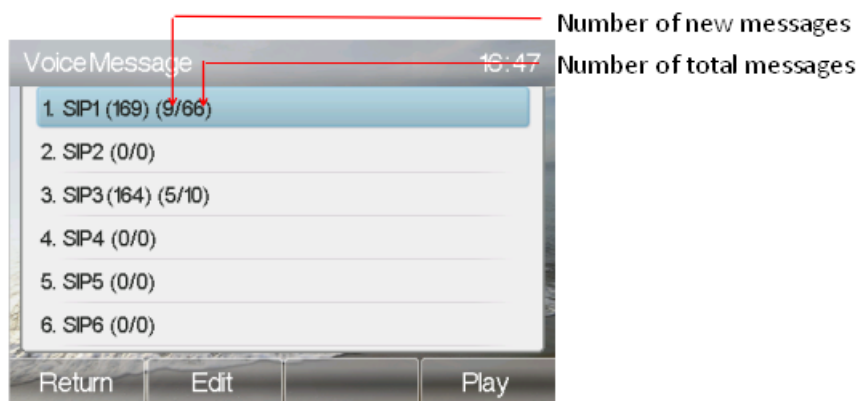 Number of new messages
Voice Message 16:47
Number of total messages
1. SIP1 (169) (9/66)
2. SIP2 (0/0)
3. SIP3 (164) (5/10)
4. SIP4 (0/0)
5. SIP5 (0/0)
6. SIP6 (0/0)
Return Edit Play